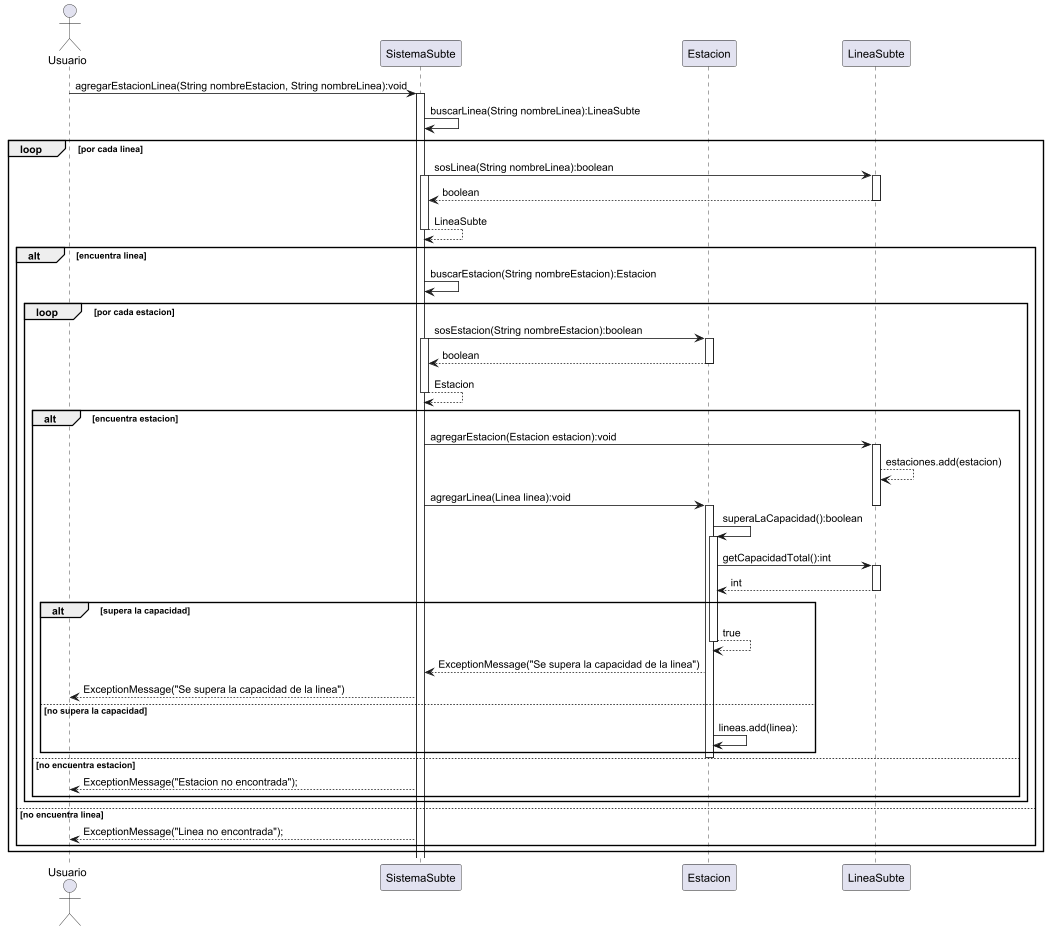 Usuario
SistemaSubte
Estacion
LineaSubte
agregarEstacionLinea(String nombreEstacion, String nombreLinea):void
buscarLinea(String nombreLinea):LineaSubte
loop [por cada linea]
sosLinea(String nombreLinea):boolean
boolean
LineaSubte
alt [encuentra linea]
buscarEstacion(String nombreEstacion):Estacion
loop [por cada estacion]
sosEstacion(String nombreEstacion):boolean
boolean
Estacion
alt [encuentra estacion]
agregarEstacion(Estacion estacion):void
estaciones.add(estacion)
agregarLinea(Linea linea):void
superaLaCapacidad():boolean
getCapacidadTotal():int
int
alt [supera la capacidad]
true
ExceptionMessage("Se supera la capacidad de la linea")
ExceptionMessage("Se supera la capacidad de la linea")
[no supera la capacidad]
lineas.add(linea):
[no encuentra estacion]
ExceptionMessage("Estacion no encontrada");
[no encuentra linea]
ExceptionMessage("Linea no encontrada");
Usuario
SistemaSubte
Estacion
LineaSubte